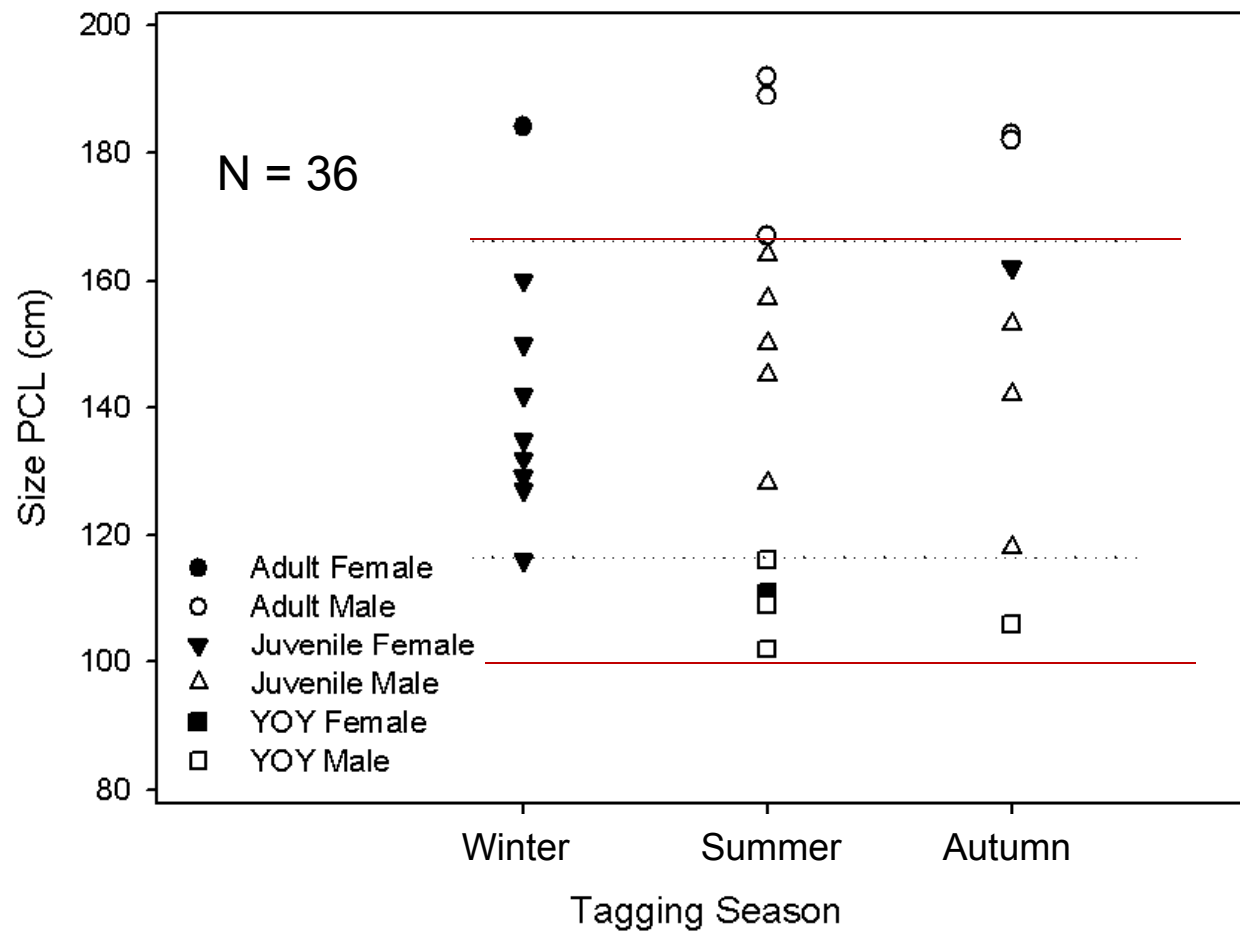 200
180
N = 36
160
Size PCL (cm)
140
120
Adult Female
Adult Male
Juvenile Female
100
Juvenile Male
YOY Female
YOY Male
80
Winter Summer Autumn
Tagging Season